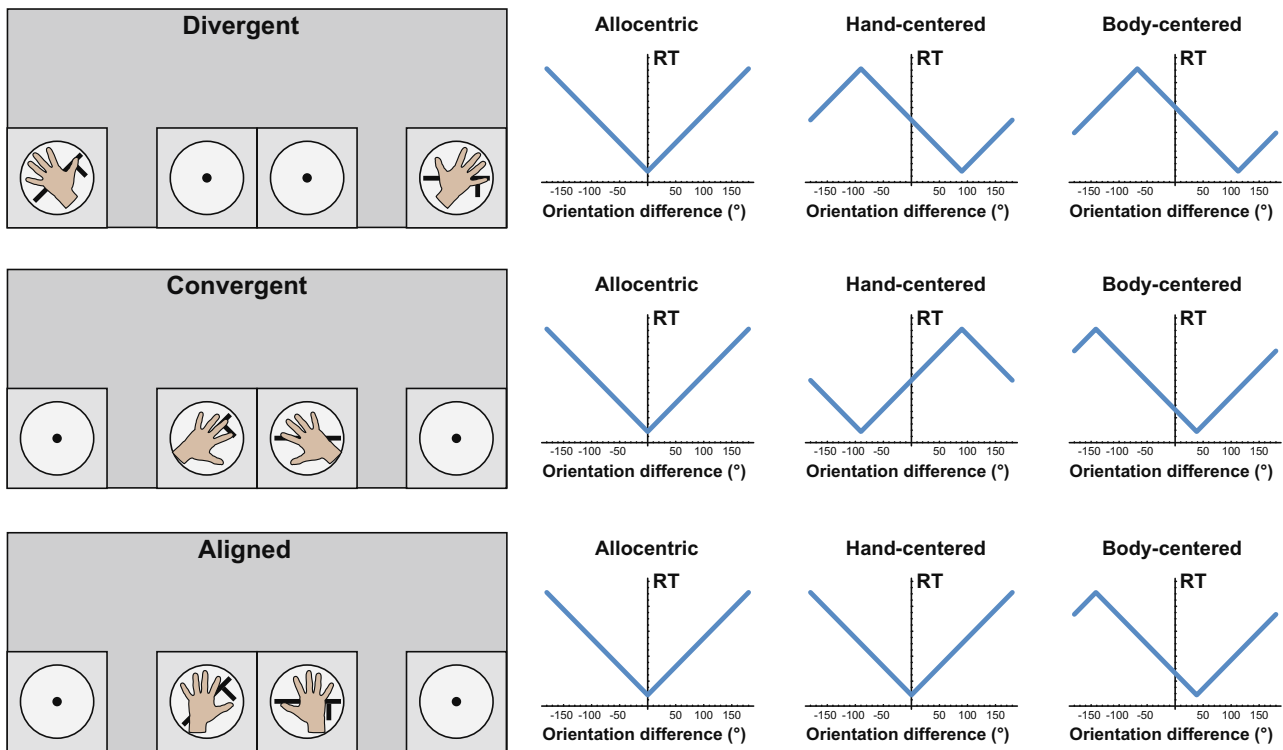 Divergent
Allocentric
RT
-150 -100 -50 50 100 150
Orientation difference (°)
Hand-centered
RT
-150 -100 -50 50 100 150
Orientation difference (°)
Body-centered
RT
-150 -100 -50 50 100 150
Orientation difference (°)
Convergent
Allocentric
RT
-150 -100 -50 50 100 150
Orientation difference (°)
Hand-centered
RT
-150 -100 -50 50 100 150
Orientation difference (°)
Body-centered
RT
-150 -100 -50 50 100 150
Orientation difference (°)
Aligned
Allocentric
RT
-150 -100 -50 50 100 150
Orientation difference (°)
Hand-centered
RT
-150 -100 -50 50 100 150
Orientation difference (°)
Body-centered
RT
-150 -100 -50 50 100 150
Orientation difference (°)